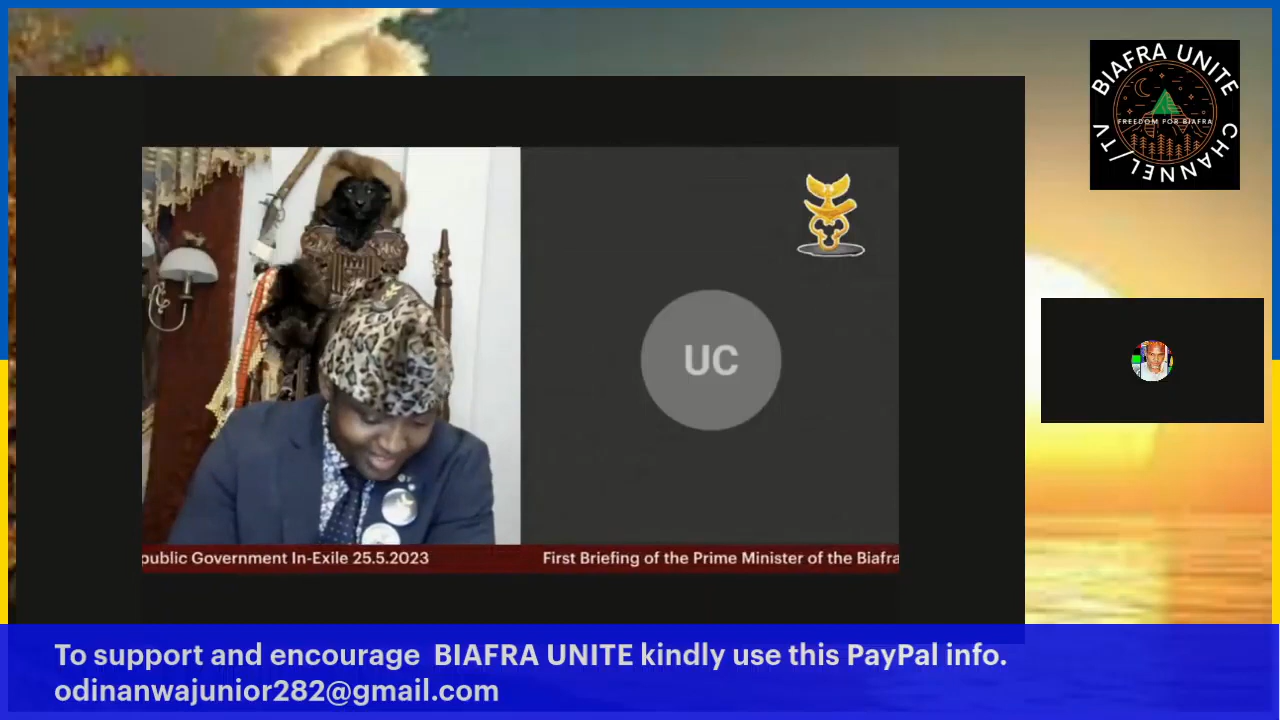 BIAFRA UNITE
FREEDOM FOR BIAFRA
CHANNEL/TV
UC
public Government In-Exile 25.5.2023
First Briefing of the Prime Minister of the Biafra
To support and encourage BIAFRA UNITE kindly use this PayPal info.
odinanwajunior282@gmail.com